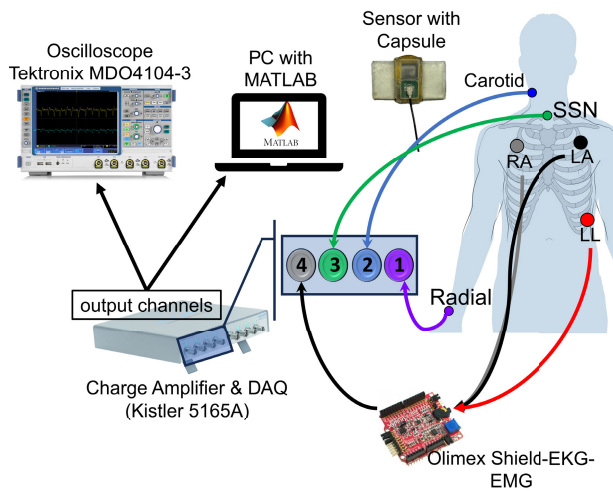 Oscilloscope
Tektronix MDO4104-3
PC with
MATLAB
Sensor with
Capsule
Carotid
SSN
RA
LA
LL
MATLAB
4
3
2
1
Radial
output channels
Charge Amplifier & DAQ
(Kistler 5165A)
Olimex Shield-EKG-
EMG